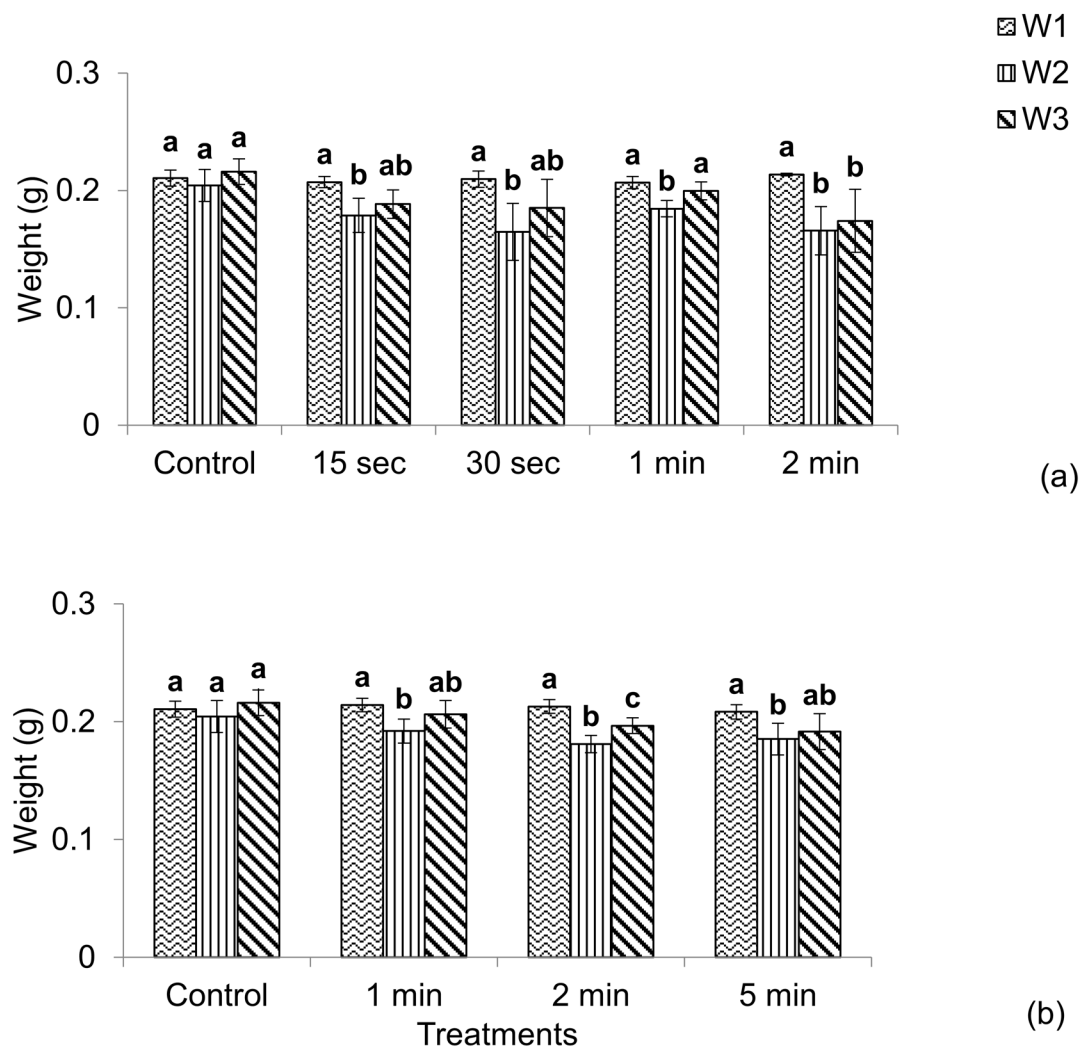 W1
W2
W3
0.3
0.2
0.1
0
Weight (g)
a a a
a b ab
a b ab
a b a
a b b
Control 15 sec 30 sec 1 min 2 min
(a)
0.3
0.2
0.1
0
Weight (g)
a a a
a b ab
a b c
a b ab
Control 1 min 2 min 5 min
Treatments
(b)